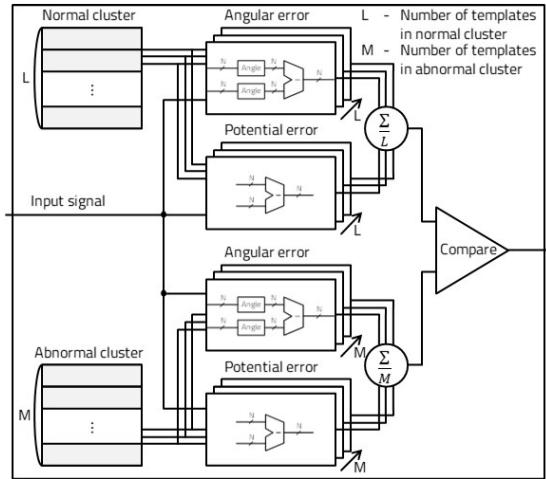 Normal cluster
L
⋮
Angular error
N
Angle
N
N
Angle
N
-
N
L
L - Number of templates
in normal cluster
M - Number of templates
in abnormal cluster
Potential error
N
N
-
N
L
Σ
L
Input signal
Compare
Angular error
N
Angle
N
N
Angle
N
-
N
M
Abnormal cluster
M
⋮
Potential error
N
N
-
N
M
Σ
M